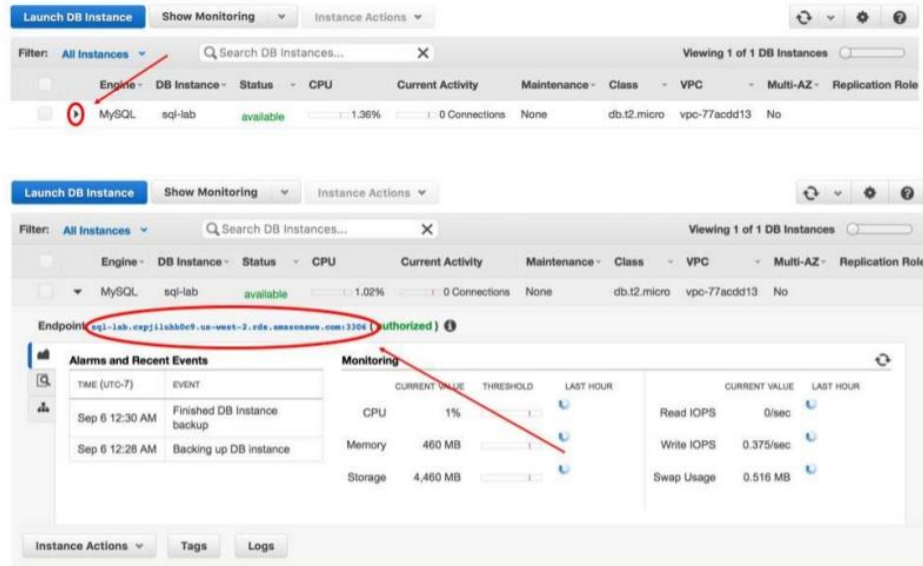 Launch DB Instance Show Monitoring Instance Actions
Filter: All Instances Search DB Instances... X Viewing 1 of 1 DB Instances
Engine DB Instance Status CPU Current Activity Maintenance Class VPC Multi-AZ Replication Role
MySQL sql-lab available 1.36% 0 Connections None db.t2.micro vpc-77acdd13 No
Launch DB Instance Show Monitoring Instance Actions
Filter: All Instances Search DB Instances... X Viewing 1 of 1 DB Instances
Engine DB Instance Status CPU Current Activity Maintenance Class VPC Multi-AZ Replication Role
MySQL sql-lab available 1.02% 0 Connections None db.t2.micro vpc-77acdd13 No
Endpoint: ( authorized )
Alarms and Recent Events Monitoring
TIME (UTC-7) EVENT CURRENT VALUE THRESHOLD LAST HOUR CURRENT VALUE LAST HOUR
Sep 6 12:30 AM Finished DB Instance backup CPU 1% Read IOPS 0/sec
Sep 6 12:28 AM Backing up DB instance Memory 460 MB Write IOPS 0.375/sec
Storage 4,460 MB Swap Usage 0.516 MB
Instance Actions Tags Logs